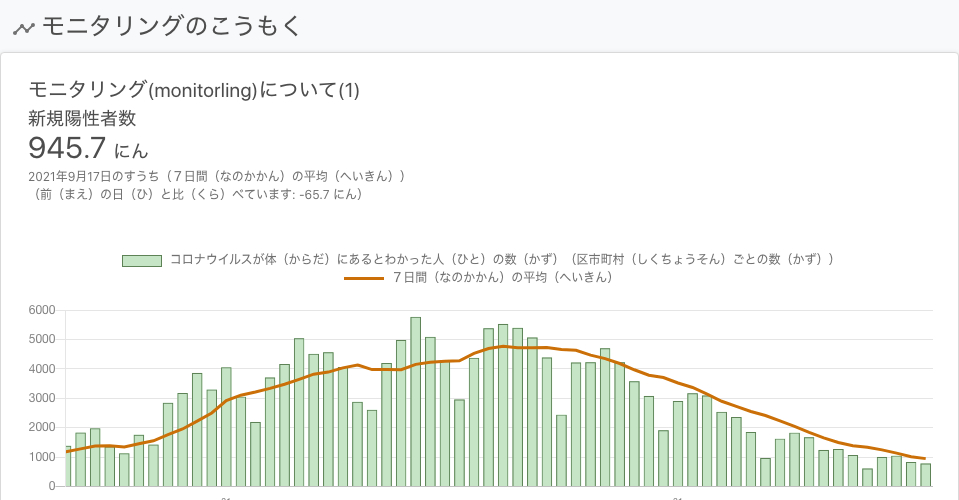 モニタリングのこうもく
モニタリング(monitorling)について(1)
新規陽性者数
945.7 にん
2021年9月17日のすうち（７日間（なのかかん）の平均（へいきん））
（前（まえ）の日（ひ）と比（くら）べています: -65.7 にん）
コロナウイルスが体（からだ）にあるとわかった人（ひと）の数（かず）（区市町村（しくちょうそん）ごとの数（かず））
７日間（なのかかん）の平均（へいきん）
6000
5000
4000
3000
2000
1000
0